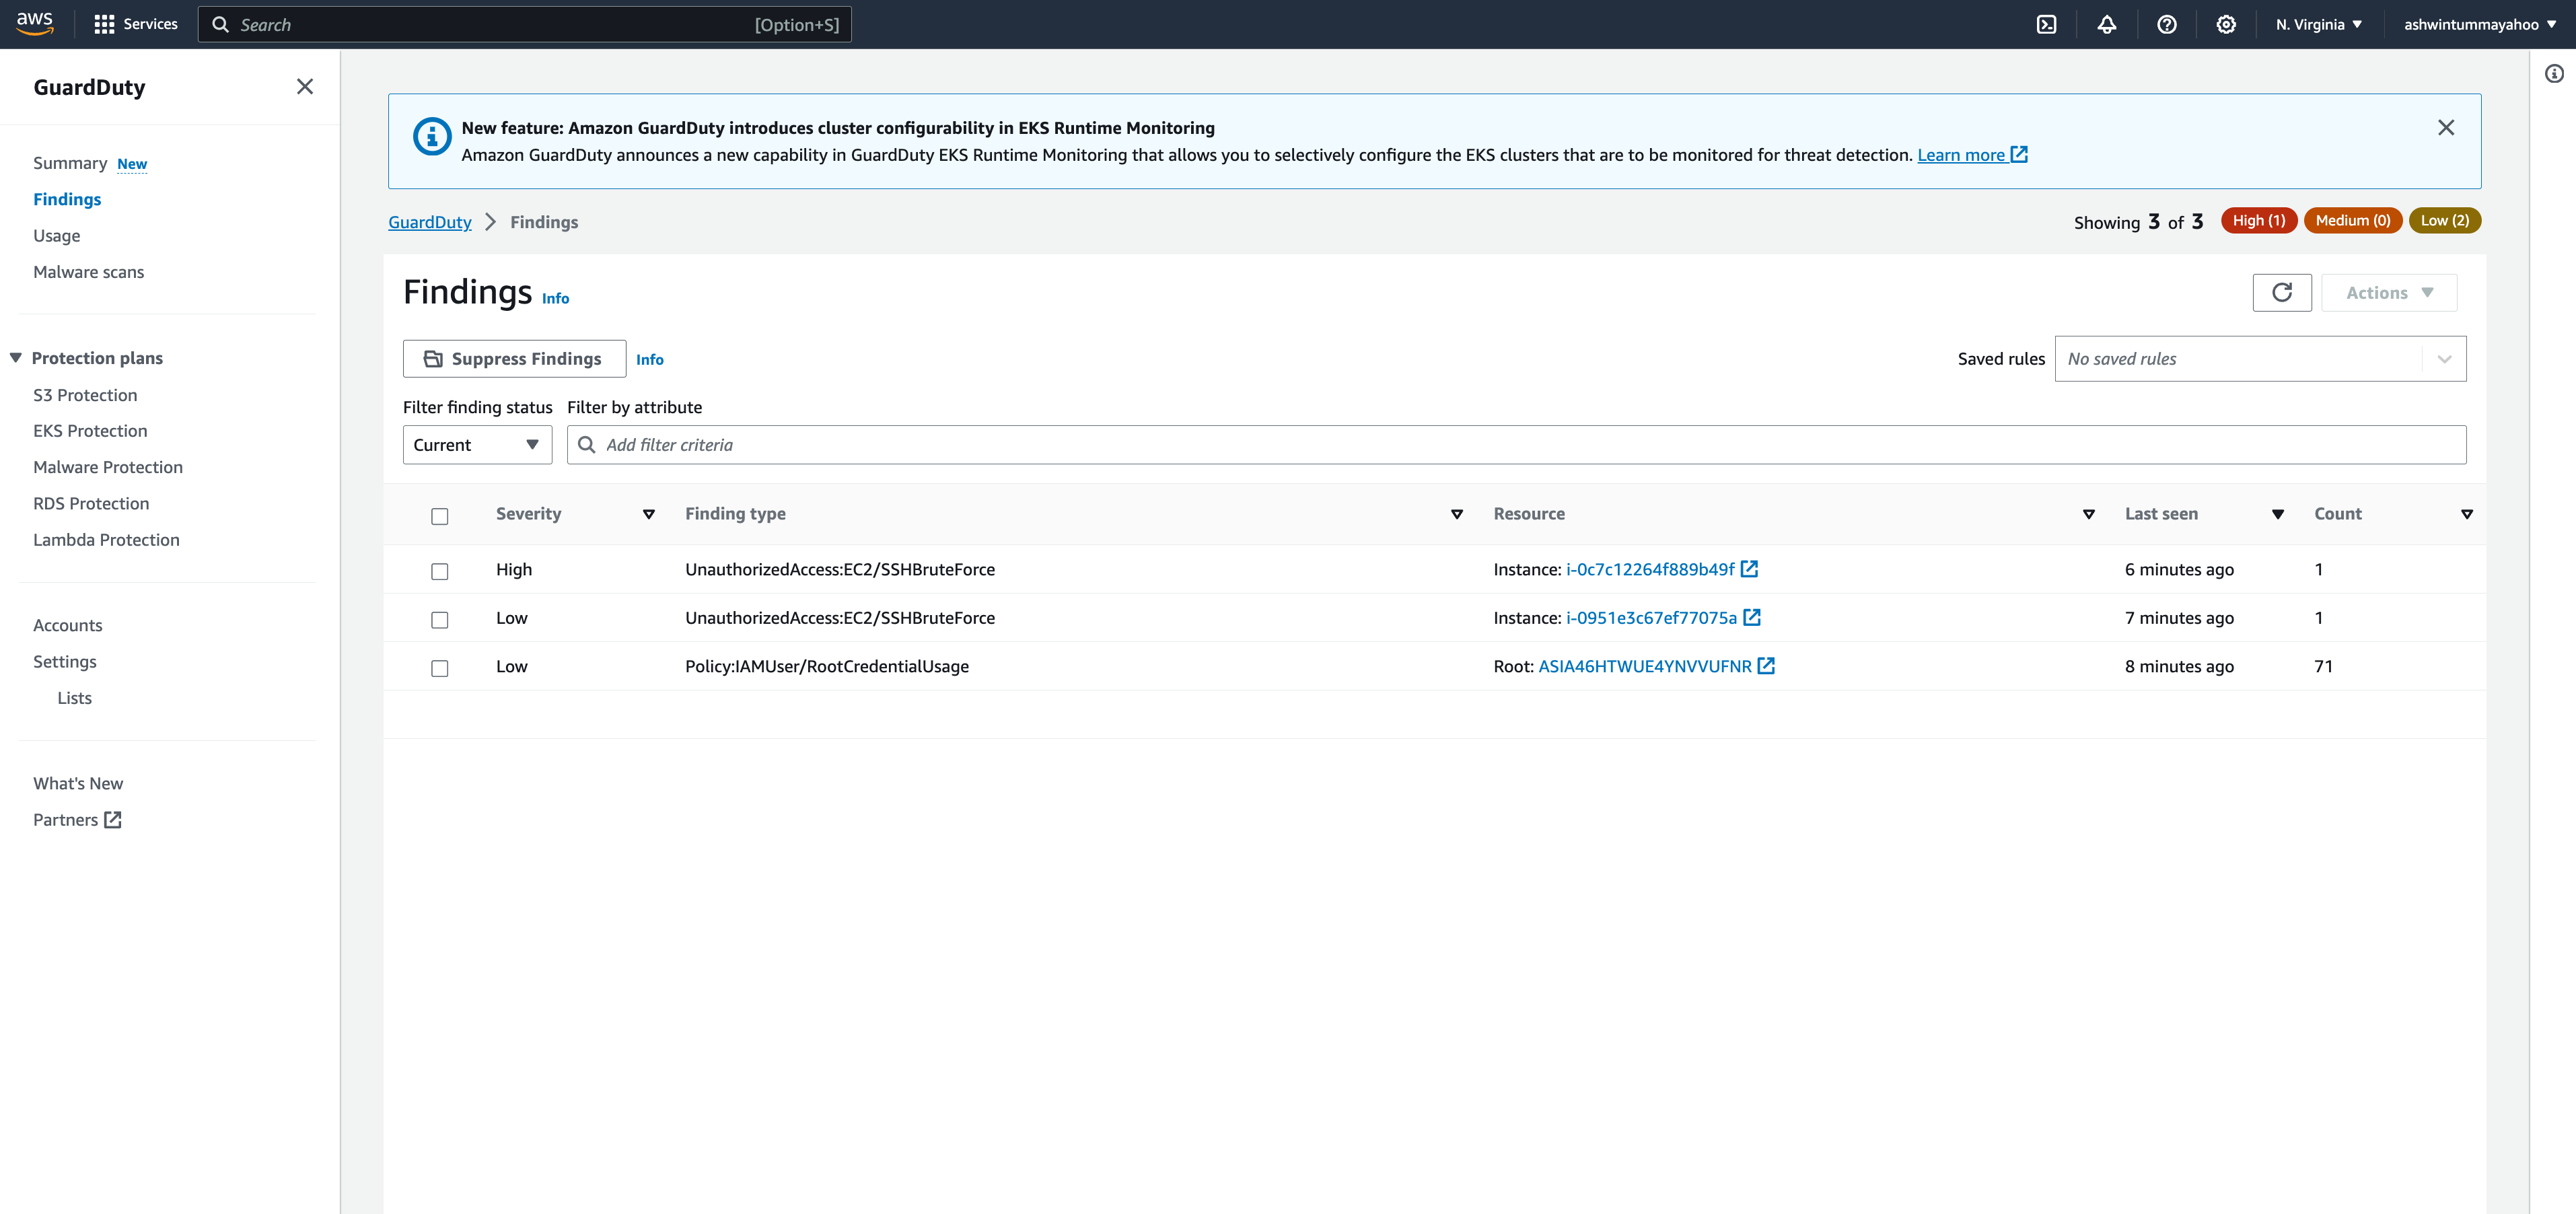 aws
Services
Search
[Option+S]
N. Virginia
ashwintummayahoo
GuardDuty
Summary New
Findings
Usage
Malware scans
Protection plans
S3 Protection
EKS Protection
Malware Protection
RDS Protection
Lambda Protection
Accounts
Settings
Lists
What's New
Partners
New feature: Amazon GuardDuty introduces cluster configurability in EKS Runtime Monitoring
Amazon GuardDuty announces a new capability in GuardDuty EKS Runtime Monitoring that allows you to selectively configure the EKS clusters that are to be monitored for threat detection. Learn more
GuardDuty Findings
Showing 3 of 3 High (1) Medium (0) Low (2)
Findings Info
Actions
Suppress Findings Info
Saved rules No saved rules
Filter finding status Filter by attribute
Current Add filter criteria
Severity Finding type Resource Last seen Count
High UnauthorizedAccess:EC2/SSHBruteForce Instance: i-0c7c12264f889b49f 6 minutes ago 1
Low UnauthorizedAccess:EC2/SSHBruteForce Instance: i-0951e3c67ef77075a 7 minutes ago 1
Low Policy:IAMUser/RootCredentialUsage Root: ASIA46HTWUE4YNVVUFNR 8 minutes ago 71